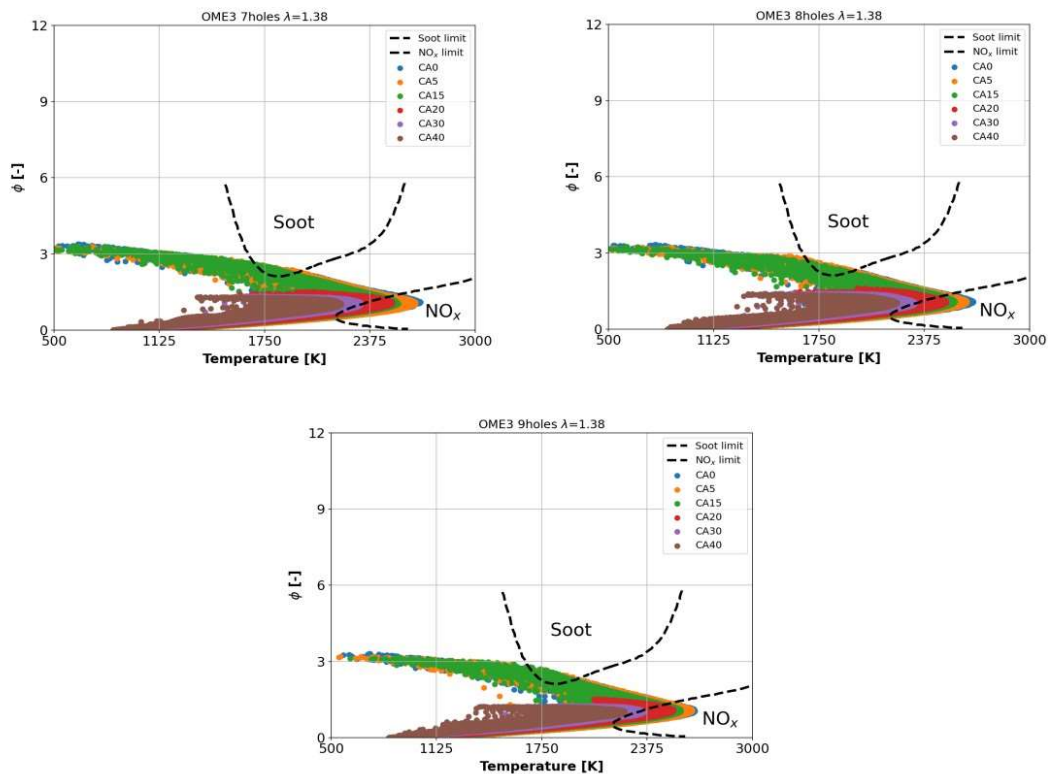 OME3 7holes λ=1.38
12
9
6
3
0
ϕ [-]
Soot limit
NOx limit
CA0
CA5
CA15
CA20
CA30
CA40
Soot
NOx
500 1125 1750 2375 3000
Temperature [K]
OME3 8holes λ=1.38
12
9
6
3
0
ϕ [-]
Soot limit
NOx limit
CA0
CA5
CA15
CA20
CA30
CA40
Soot
NOx
500 1125 1750 2375 3000
Temperature [K]
OME3 9holes λ=1.38
12
9
6
3
0
ϕ [-]
Soot limit
NOx limit
CA0
CA5
CA15
CA20
CA30
CA40
Soot
NOx
500 1125 1750 2375 3000
Temperature [K]